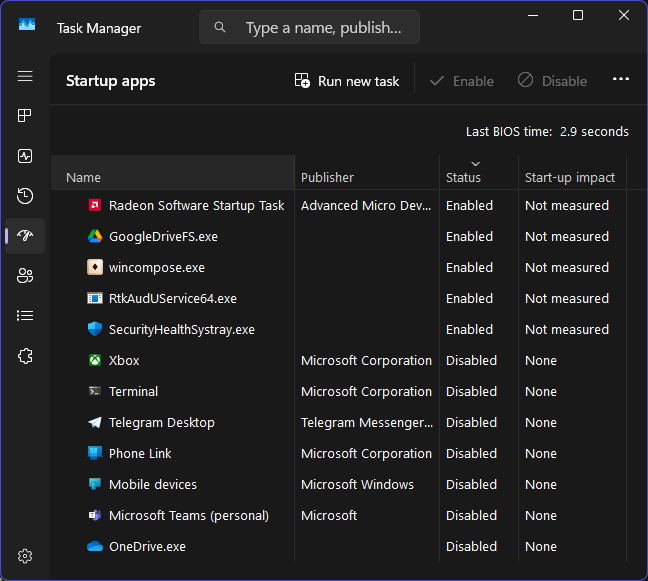 Task Manager
Type a name, publish...
Startup apps
Run new task
Enable
Disable
Last BIOS time: 2.9 seconds
Name Publisher Status Start-up impact
Radeon Software Startup Task Advanced Micro Dev... Enabled Not measured
GoogleDriveFS.exe Enabled Not measured
wincompose.exe Enabled Not measured
RtkAudUService64.exe Enabled Not measured
SecurityHealthSystray.exe Enabled Not measured
Xbox Microsoft Corporation Disabled None
Terminal Microsoft Corporation Disabled None
Telegram Desktop Telegram Messenger... Disabled None
Phone Link Microsoft Corporation Disabled None
Mobile devices Microsoft Windows Disabled None
Microsoft Teams (personal) Microsoft Disabled None
OneDrive.exe Disabled None